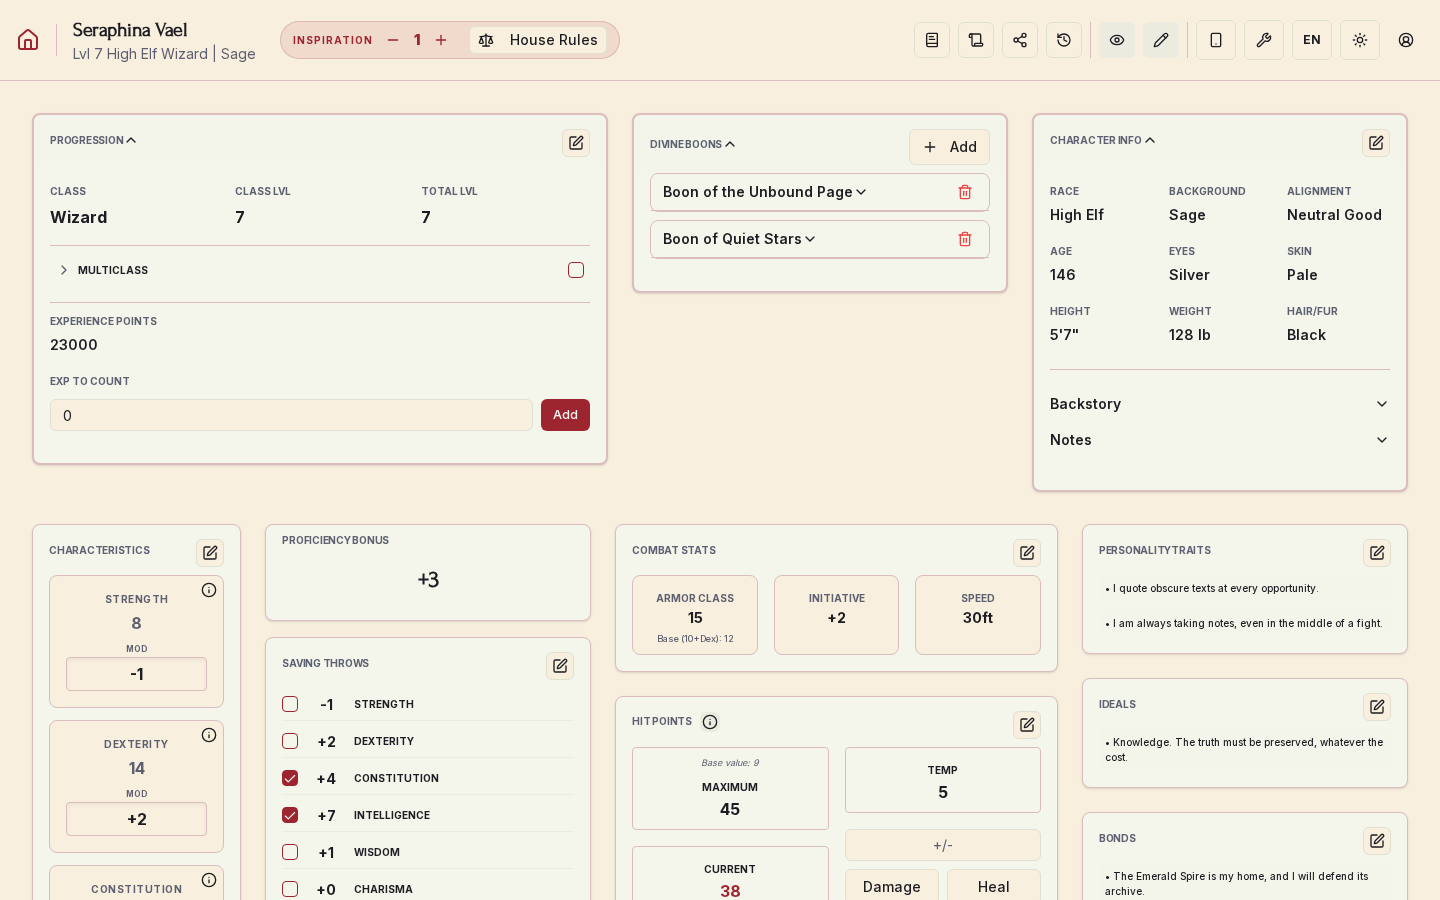 Seraphina Vael
Lvl 7 High Elf Wizard | Sage
INSPIRATION 1
House Rules
EN
PROGRESSION
CLASS CLASS LVL TOTAL LVL
Wizard 7 7
MULTICLASS
EXPERIENCE POINTS
23000
EXP TO COUNT
0 Add
DIVINE BOONS
Add
Boon of the Unbound Page
Boon of Quiet Stars
CHARACTER INFO
RACE BACKGROUND ALIGNMENT
High Elf Sage Neutral Good
AGE EYES SKIN
146 Silver Pale
HEIGHT WEIGHT HAIR/FUR
5'7" 128 lb Black
Backstory
Notes
CHARACTERISTICS
STRENGTH
8
MOD
-1
DEXTERITY
14
MOD
+2
CONSTITUTION
PROFICIENCY BONUS
+3
SAVING THROWS
-1 STRENGTH
+2 DEXTERITY
+4 CONSTITUTION
+7 INTELLIGENCE
+1 WISDOM
+0 CHARISMA
COMBAT STATS
ARMOR CLASS INITIATIVE SPEED
15 +2 30ft
Base (10+Dex): 12
HIT POINTS
Base value: 9
MAXIMUM
45
CURRENT
38
TEMP
5
+/-
Damage Heal
PERSONALITY TRAITS
• I quote obscure texts at every opportunity.
• I am always taking notes, even in the middle of a fight.
IDEALS
• Knowledge. The truth must be preserved, whatever the
cost.
BONDS
• The Emerald Spire is my home, and I will defend its
archive.